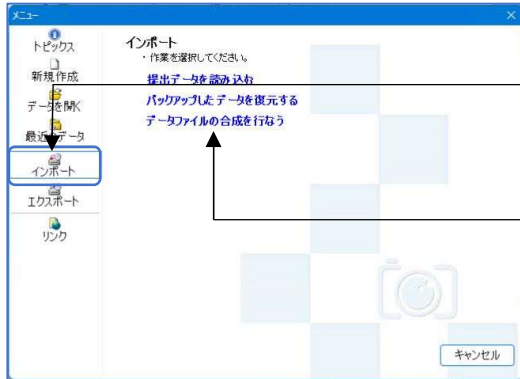 メニュー
トピックス
新規作成
データを開く
最近のデータ
インポート
エクスポート
リンク
インポート
・作業を選択してください。
提出データを読み込む
バックアップしたデータを復元する
データファイルの合成を行なう
キャンセル